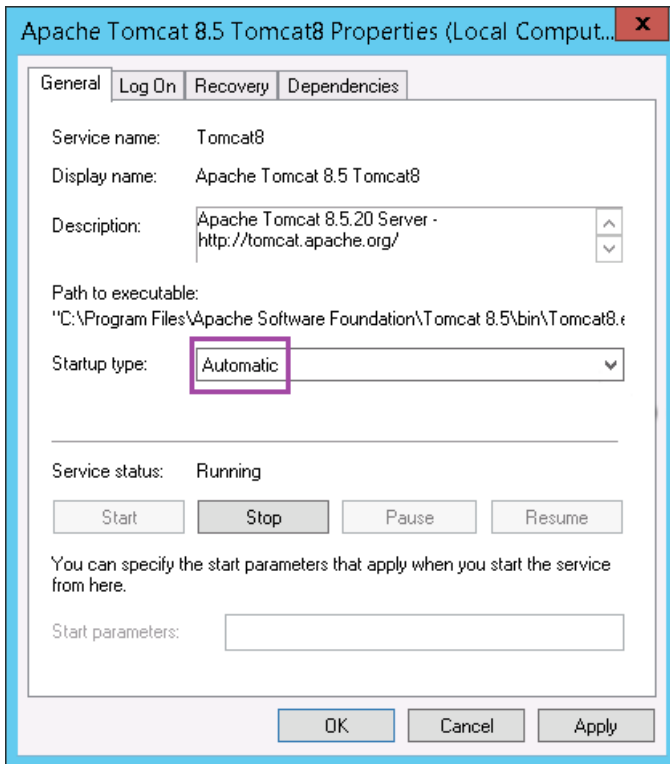 Apache Tomcat 8.5 Tomcat8 Properties (Local Comput... x
General Log On Recovery Dependencies
Service name: Tomcat8
Display name: Apache Tomcat 8.5 Tomcat8
Description: Apache Tomcat 8.5.20 Server -
http://tomcat.apache.org/
Path to executable:
"C:\Program Files\Apache Software Foundation\Tomcat 8.5\bin\Tomcat8.e
Startup type: Automatic
Service status: Running
Start Stop Pause Resume
You can specify the start parameters that apply when you start the service
from here.
Start parameters:
OK Cancel Apply